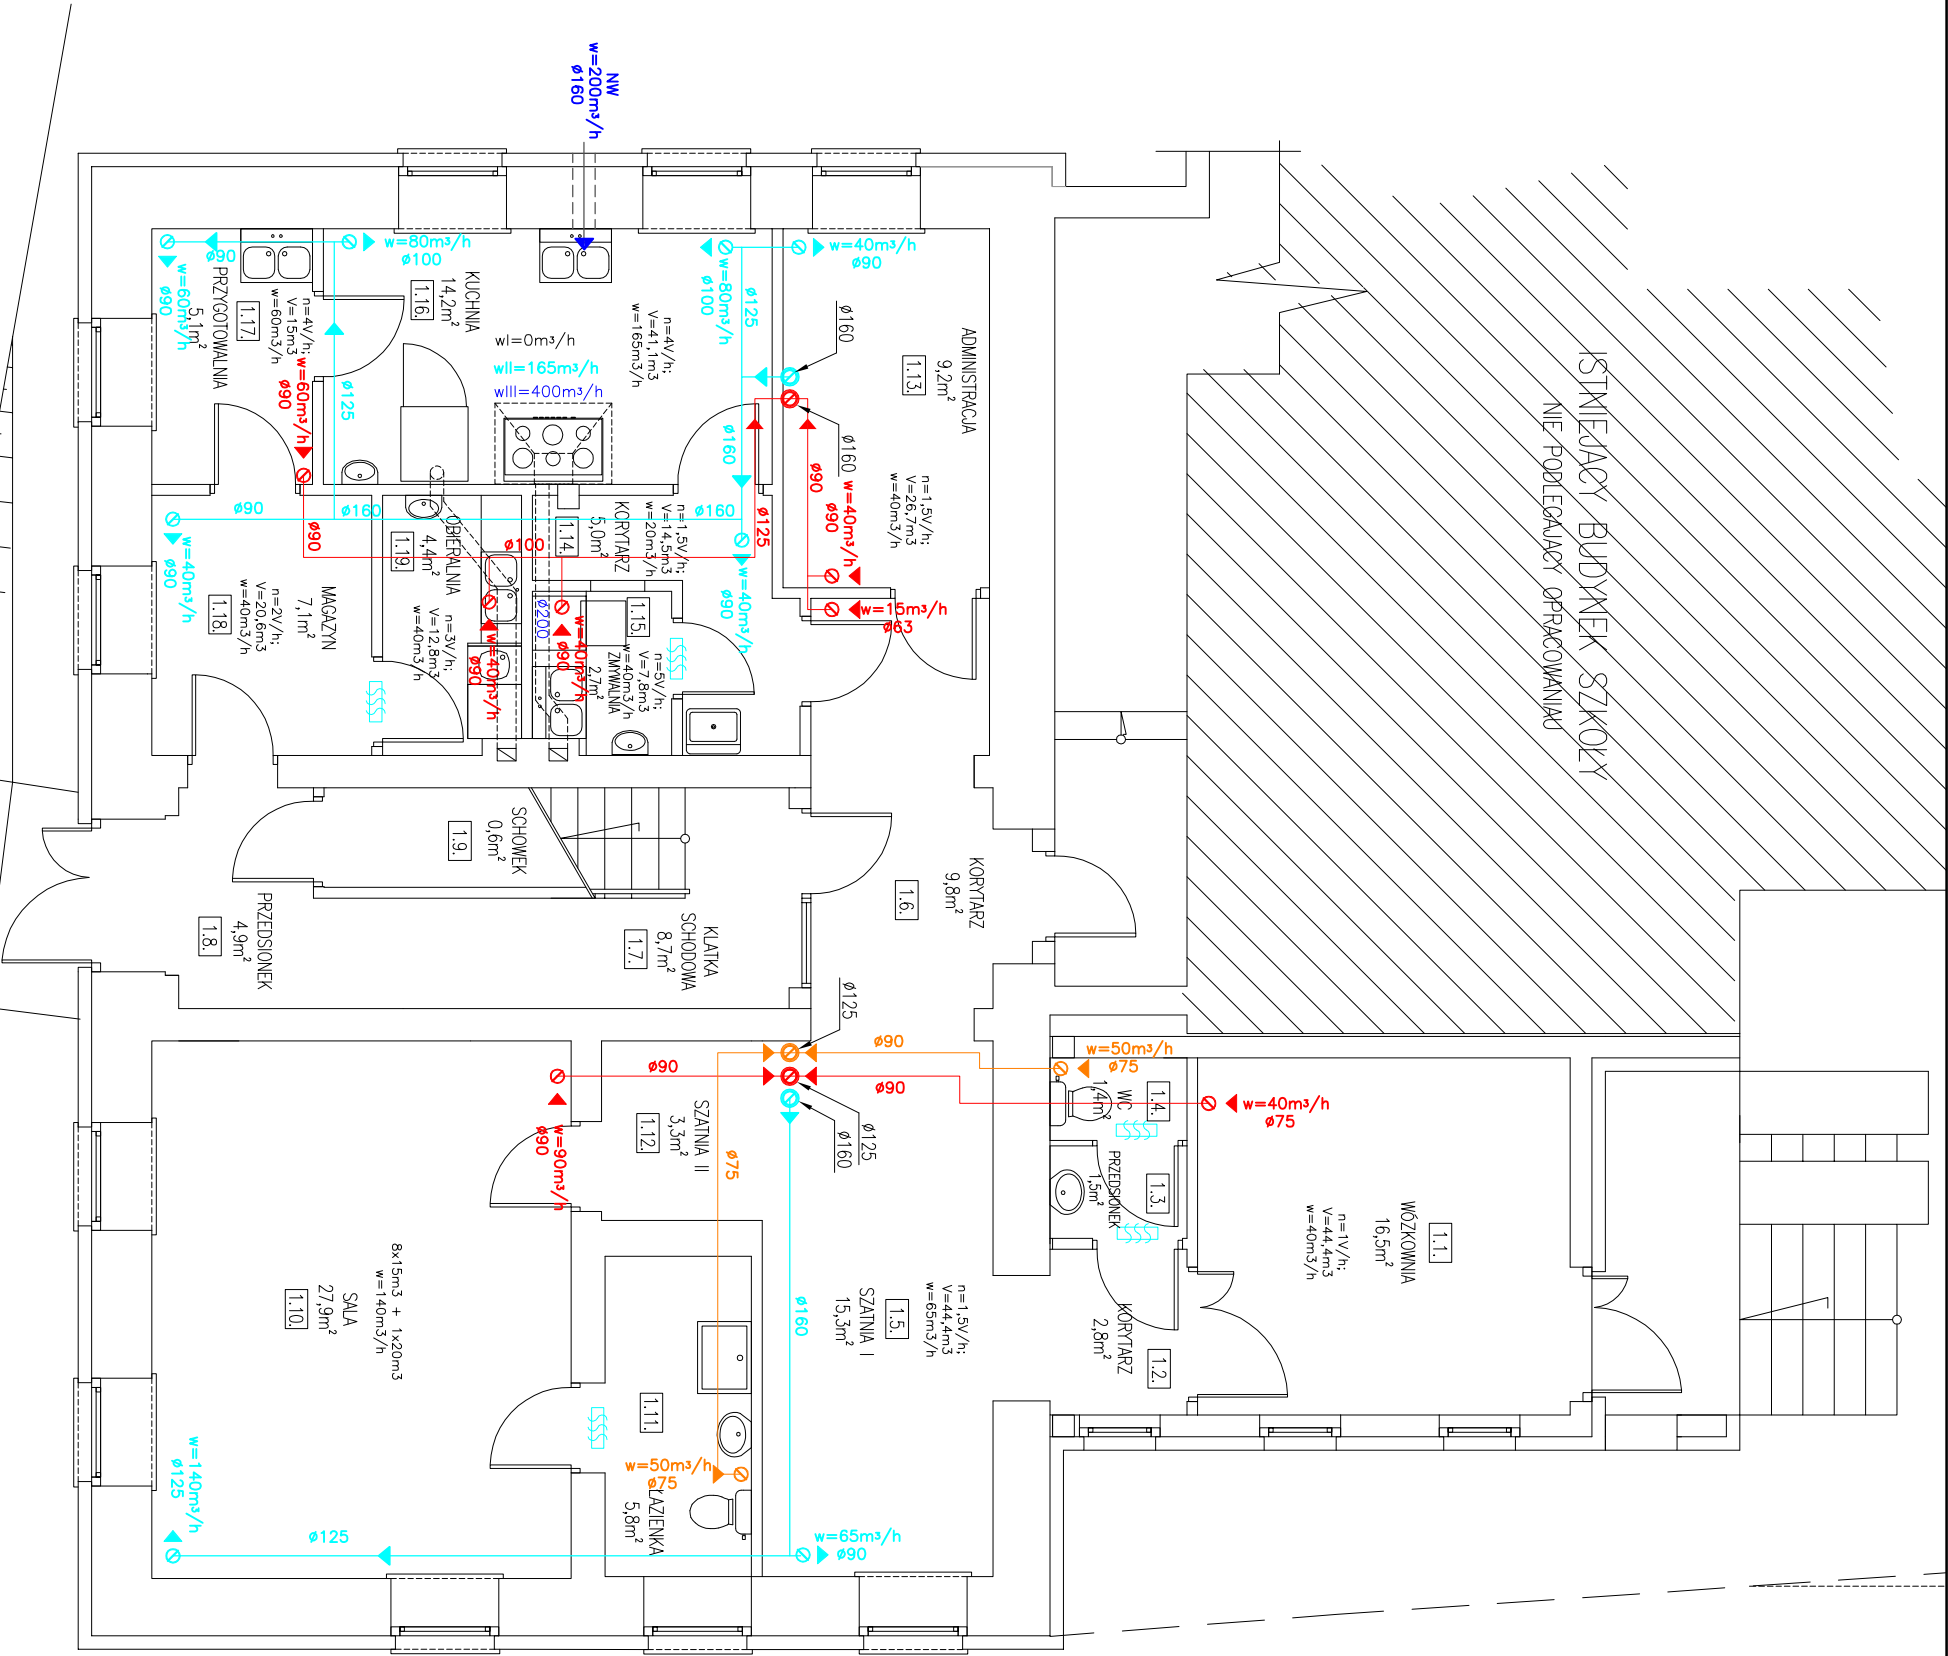 NW
w=200m³/h
ø160
ISTNIEJACY BUDYNEK SZKOŁY
NIE PODLEGAJACY OPRACOWANIAU
w=80m³/h
ø100
ø90
w=60m³/h
ø90
PRZYGOTOWALNIA
5,1m²
1.17.
n=4V/h;
V=15m3
w=60m3/h
w=60m³/h
ø90
ø125
KUCHNIA
14,2m²
1.16.
wI=0m³/h
wII=165m³/h
wIII=400m³/h
n=4V/h;
V=41,1m3
w=165m3/h
w=80m³/h
ø100
ø125
w=40m³/h
ø90
ø160
ADMINISTRACJA
9,2m²
1.13.
n=1,5V/h;
V=26,7m3
w=40m3/h
ø160
ø160
ø90
w=40m³/h
ø90
w=15m³/h
ø63
ø125
ø90
ø160
ø160
ø90
w=40m³/h
ø90
MAGAZYN
7,1m²
1.18.
n=2V/h;
V=20,6m3
w=40m3/h
OBIERALNIA
4,4m²
1.19.
n=3V/h;
V=12,8m3
w=40m3/h
ø100
w=40m³/h
ø90
KORYTARZ
5,0m²
1.14.
n=1,5V/h;
V=14,5m3
w=20m3/h
w=40m³/h
ø90
ø200
w=40m³/h
ø90
1.15.
ZMYWALNIA
2,7m²
n=5V/h;
V=7,8m3
w=40m3/h
SCHOWEK
0,6m²
1.9.
KORYTARZ
9,8m²
1.6.
PRZEDSIONEK
4,9m²
1.8.
KLATKA
SCHODOWA
8,7m²
1.7.
ø125
ø90
ø90
ø90
ø125
ø160
w=50m³/h
ø75
1.4.
WC
1,4m²
w=40m³/h
ø75
SZATNIA II
3,3m²
1.12.
ø75
w=90m³/h
ø90
1.3.
PRZEDSIONEK
1,5m²
1.1.
WÓZKOWNIA
16,5m²
n=1V/h;
V=44,4m3
w=40m3/h
8x15m3 + 1x20m3
w=140m3/h
SALA
27,9m²
1.10.
n=1,5V/h;
V=44,4m3
w=65m3/h
1.5.
SZATNIA I
15,3m²
ø160
KORYTARZ
2,8m²
1.2.
1.11.
ŁAZIENKA
5,8m²
w=50m³/h
ø75
w=140m³/h
ø125
ø125
w=65m³/h
ø90